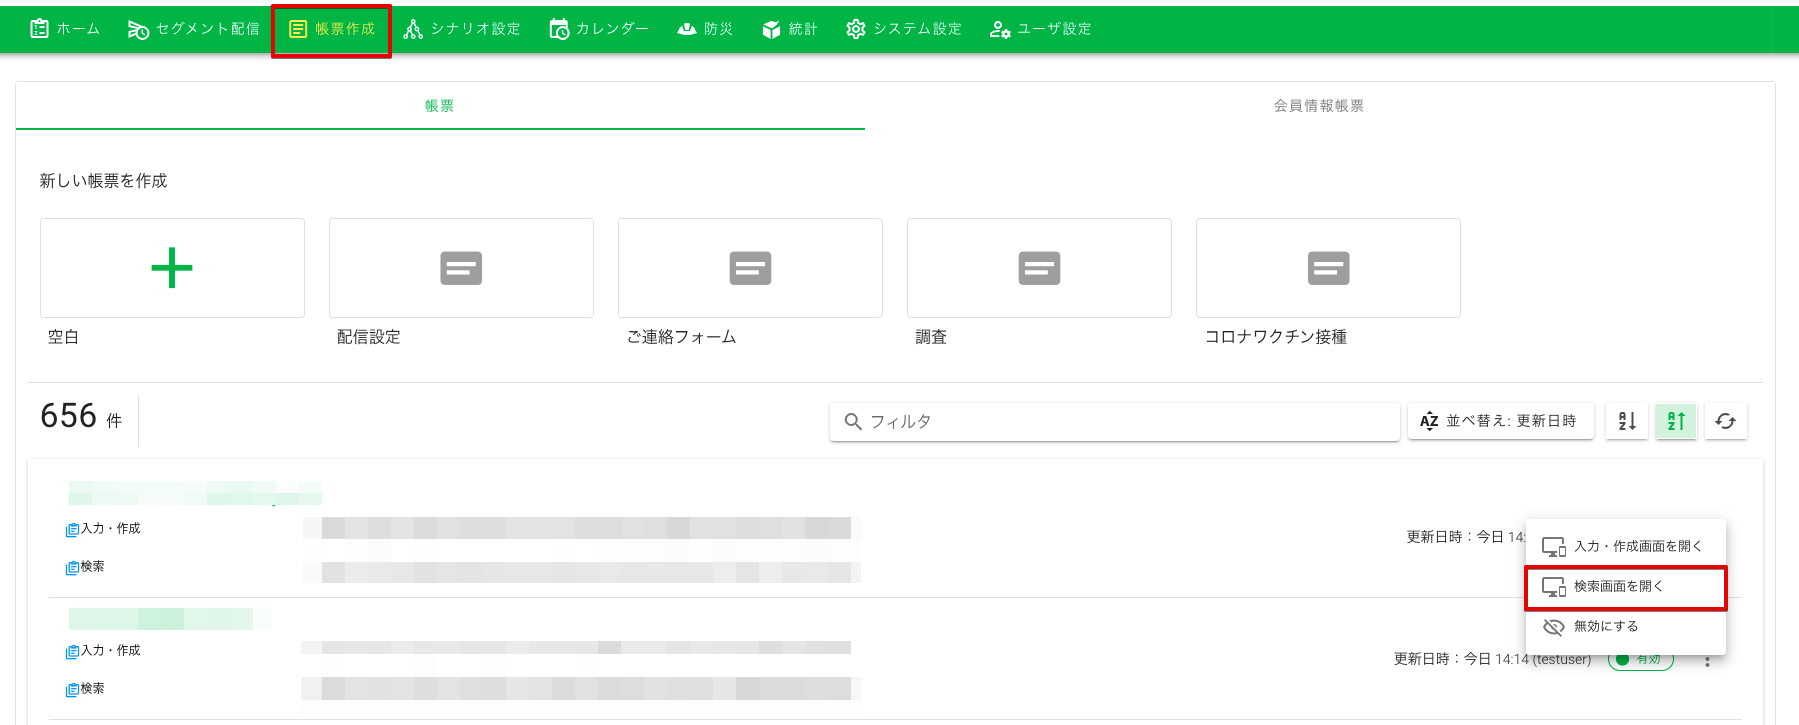 ホーム セグメント配信 帳票作成 シナリオ設定 カレンダー 防災 統計 システム設定 ユーザ設定
帳票 会員情報帳票
新しい帳票を作成
空白 配信設定 ご連絡フォーム 調査 コロナワクチン接種
656 件 フィルタ AZ 並べ替え: 更新日時
入力・作成
更新日時：今日 14:
検索
入力・作成画面を開く
検索画面を開く
無効にする
入力・作成
更新日時：今日 14:14 (testuser) 有効
検索